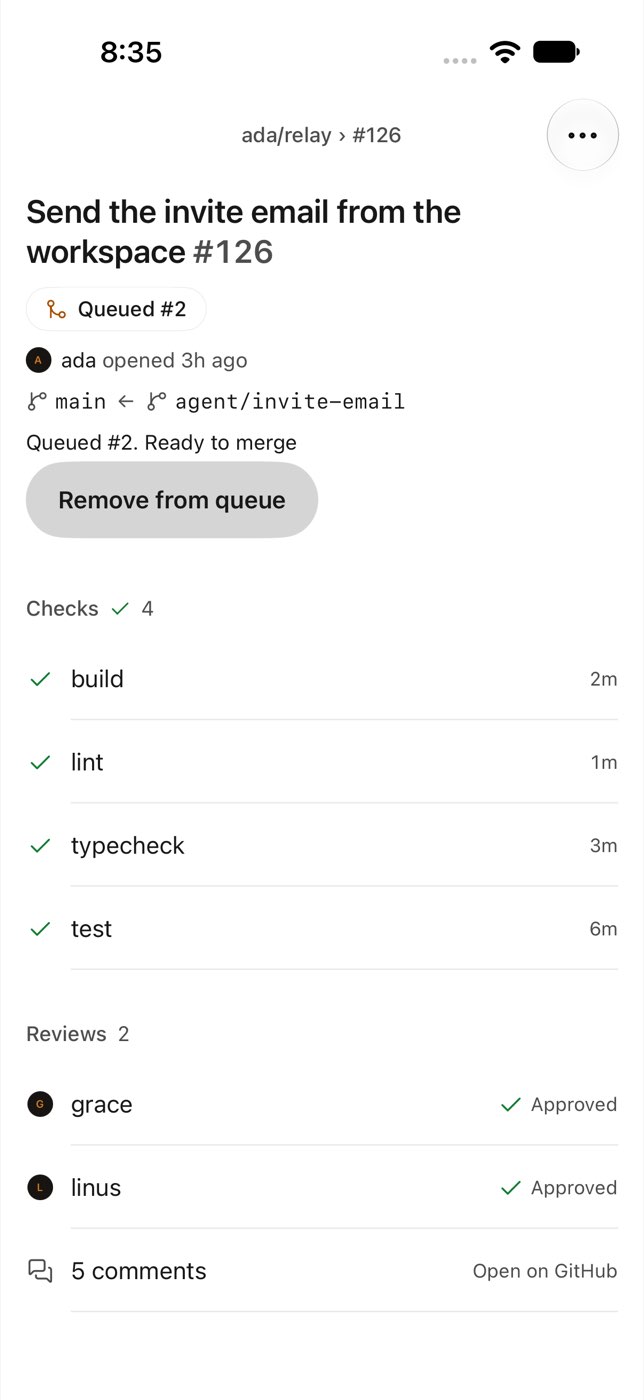 8:35
ada/relay › #126
Send the invite email from the
workspace #126
Queued #2
A ada opened 3h ago
main ← agent/invite-email
Queued #2. Ready to merge
Remove from queue
Checks ✓ 4
build 2m
lint 1m
typecheck 3m
test 6m
Reviews 2
G grace Approved
L linus Approved
5 comments Open on GitHub